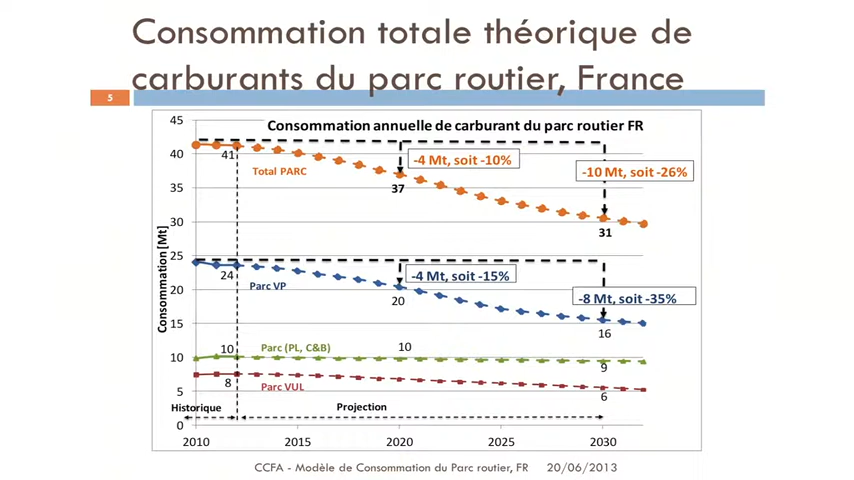 Consommation totale théorique de
carburants du parc routier, France
5
Consommation annuelle de carburant du parc routier FR
Consommation [Mt]
45
40
35
30
25
20
15
10
5
0
41
Total PARC
-4 Mt, soit -10%
37
-10 Mt, soit -26%
31
24
Parc VP
-4 Mt, soit -15%
20
-8 Mt, soit -35%
16
10
Parc (PL, C&B)
10
9
8
Parc VUL
6
Historique
Projection
2010
2015
2020
2025
2030
CCFA - Modèle de Consommation du Parc routier, FR 20/06/2013